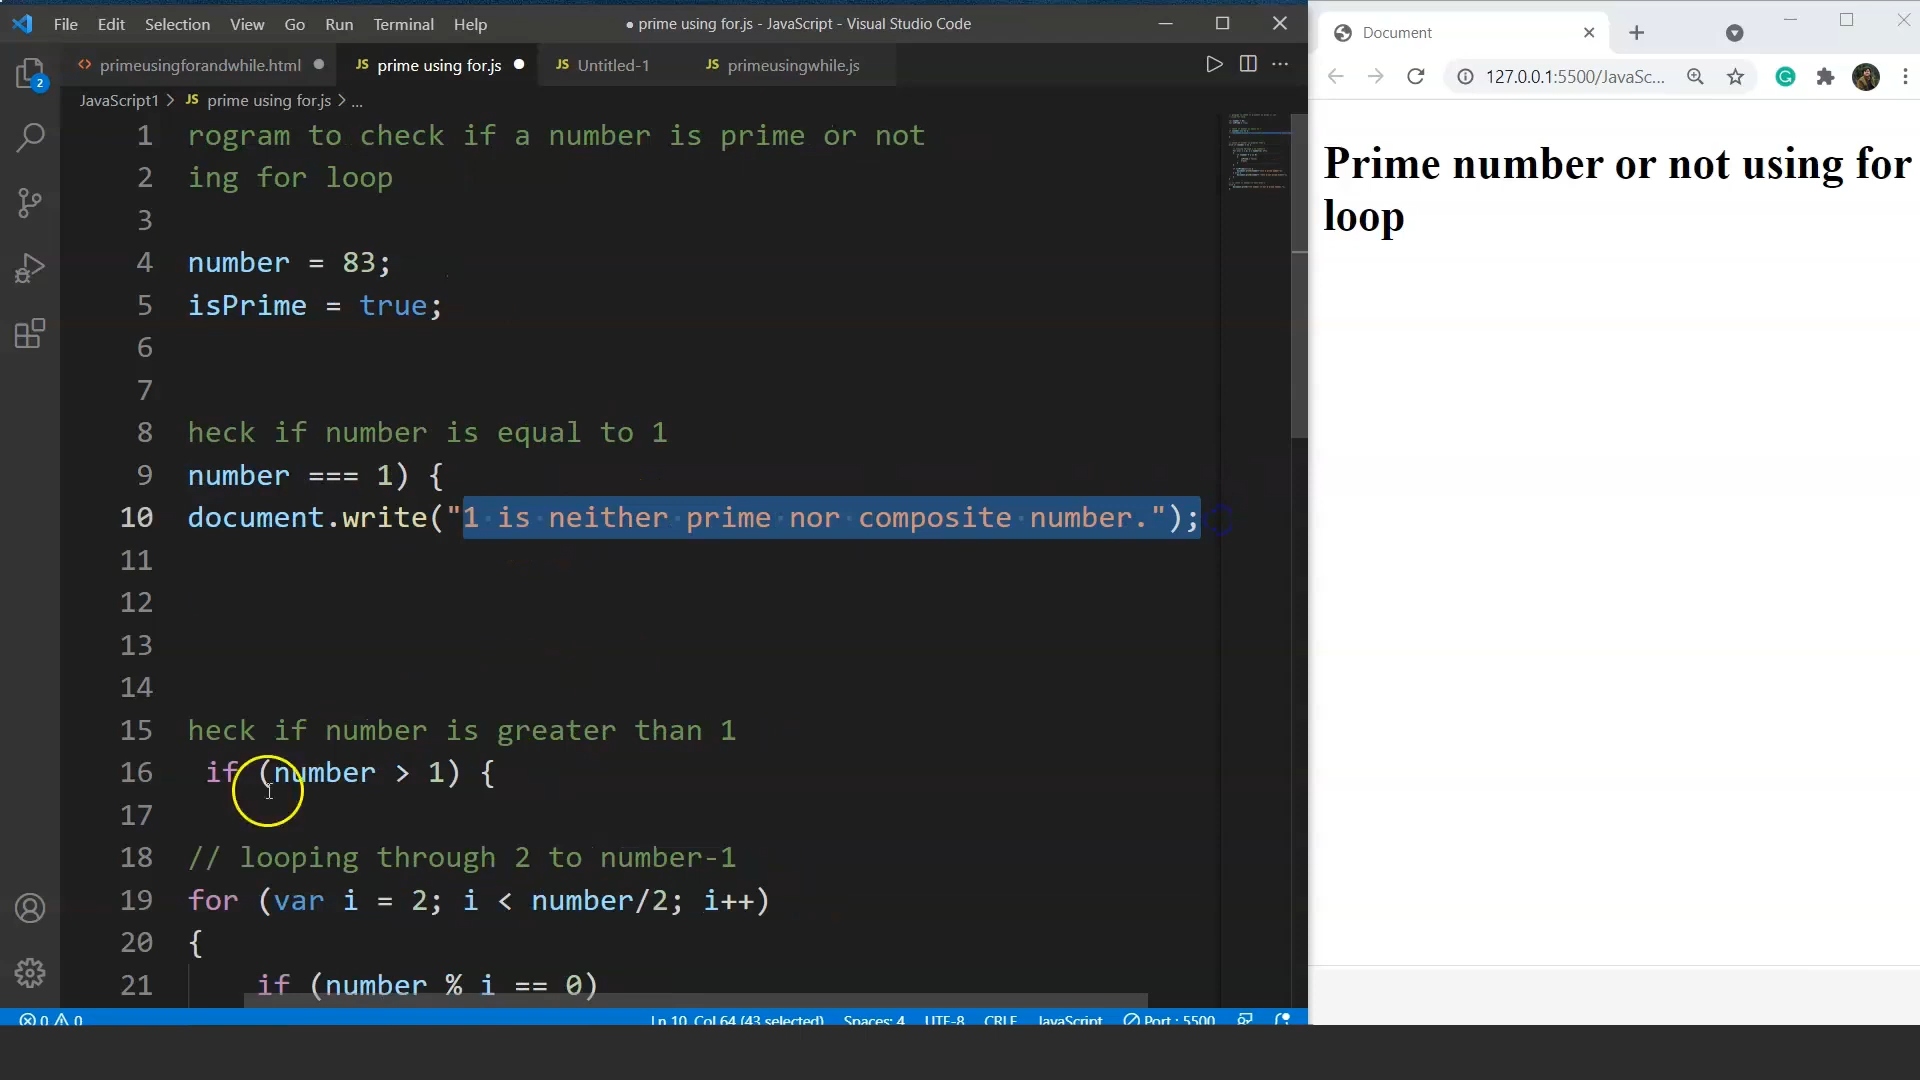 File Edit Selection View Go Run Terminal Help
● prime using for.js - JavaScript - Visual Studio Code
primeusingforandwhile.html
JS prime using for.js
JS Untitled-1
JS primeusingwhile.js
JavaScript1 > JS prime using for.js > ...
2
1 rogram to check if a number is prime or not
2 ing for loop
3
4 number = 83;
5 isPrime = true;
6
7
8 heck if number is equal to 1
9 number === 1) {
10 document.write("1 is neither prime nor composite number.");
11
12
13
14
15 heck if number is greater than 1
16 if (number > 1) {
17
18 // looping through 2 to number-1
19 for (var i = 2; i < number/2; i++)
20 {
21 if (number % i == 0)
0 0
Ln 10, Col 64 (43 selected) Spaces: 4 UTF-8 CRLF JavaScript Port : 5500
Document
127.0.0.1:5500/JavaSc...
Prime number or not using for
loop